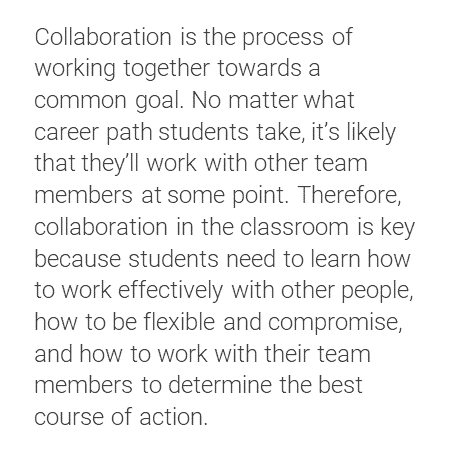 Collaboration is the process of
working together towards a
common goal. No matter what
career path students take, it’s likely
that they’ll work with other team
members at some point. Therefore,
collaboration in the classroom is key
because students need to learn how
to work effectively with other people,
how to be flexible and compromise,
and how to work with their team
members to determine the best
course of action.